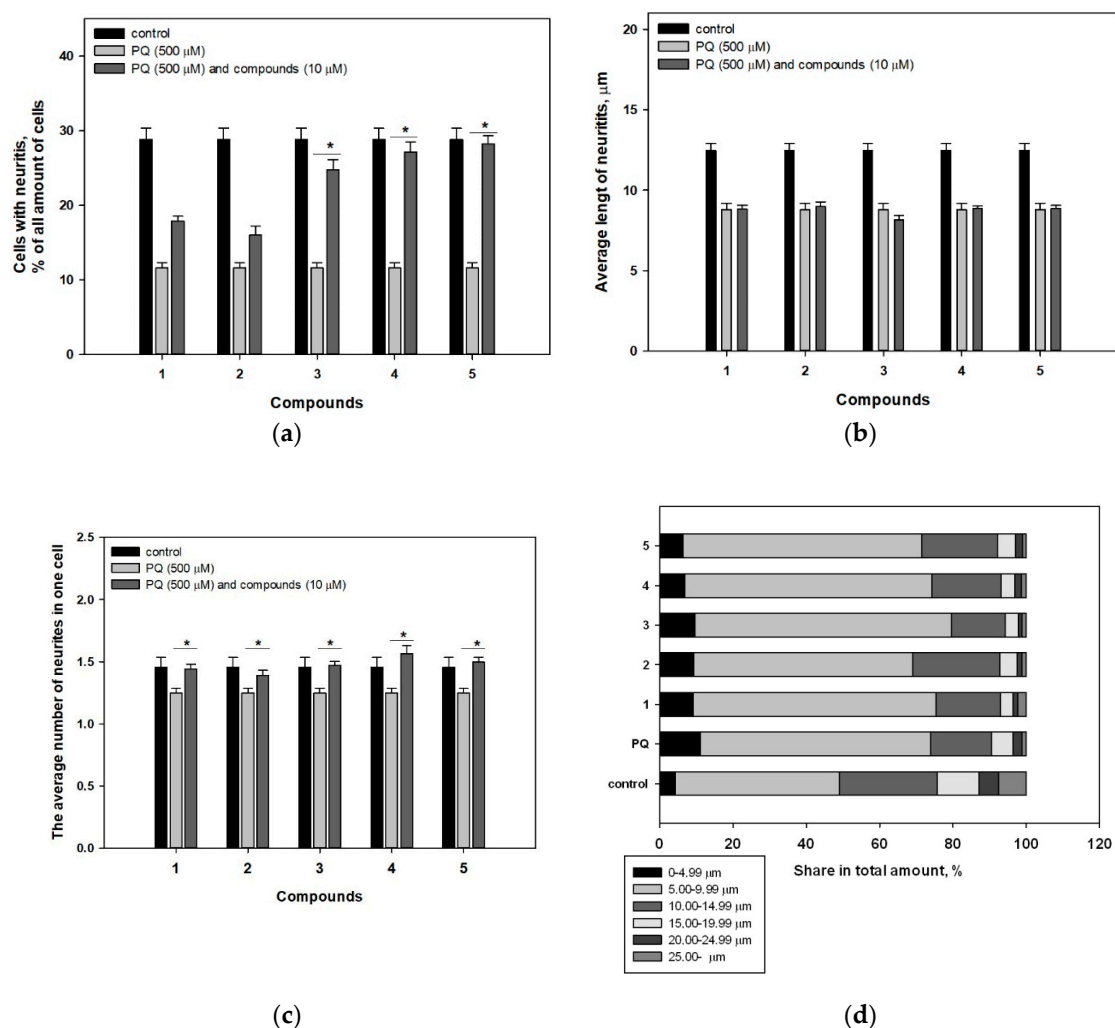 control
PQ (500 μM)
PQ (500 μM) and compounds (10 μM)
Cells with neuritis,
% of all amount of cells
40
30
20
10
0
* * *
1 2 3 4 5
Compounds
(a)
control
PQ (500 μM)
PQ (500 μM) and compounds (10 μM)
Average lengt of neuritits, μm
20
15
10
5
0
1 2 3 4 5
Compounds
(b)
control
PQ (500 μM)
PQ (500 μM) and compounds (10 μM)
The average number of neurites in one cell
2.5
2.0
1.5
1.0
0.5
0.0
* * * * *
1 2 3 4 5
Compounds
(c)
5
4
3
2
1
PQ
control
0 20 40 60 80 100 120
Share in total amount, %
0-4.99 μm
5.00-9.99 μm
10.00-14.99 μm
15.00-19.99 μm
20.00-24.99 μm
25.00- μm
(d)